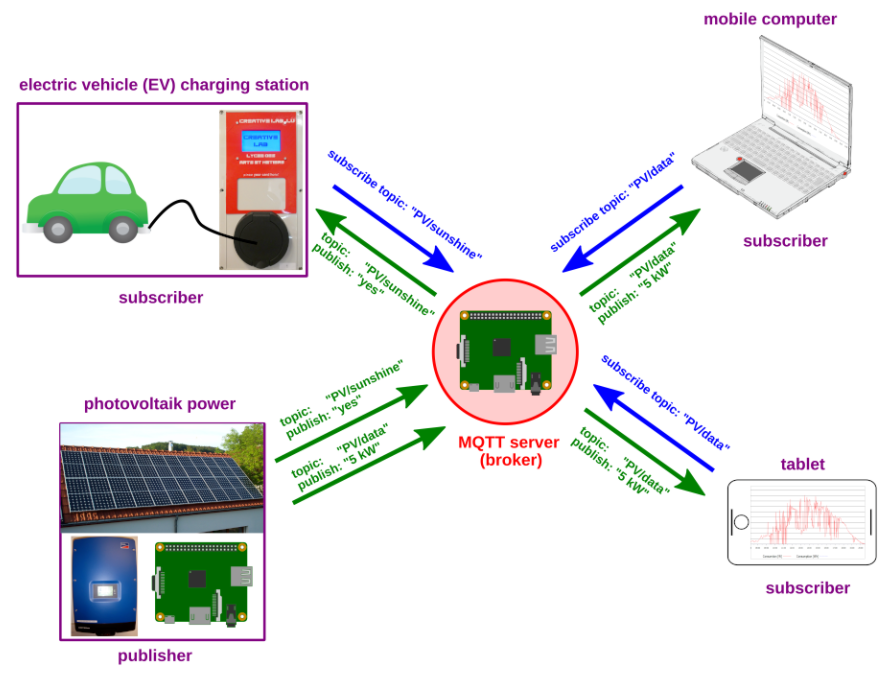 mobile computer
electric vehicle (EV) charging station
CREATIVE LAB
subscribe topic: "PV/sunshine"
topic: "PV/sunshine"
publish: "yes"
subscriber
subscribe topic: "PV/data"
topic: "PV/data"
publish: "5 kW"
subscriber
photovoltaik power
topic: "PV/sunshine"
publish: "yes"
topic: "PV/data"
publish: "5 kW"
publisher
MQTT server
(broker)
subscribe topic: "PV/data"
topic: "PV/data"
publish: "5 kW"
tablet
subscriber